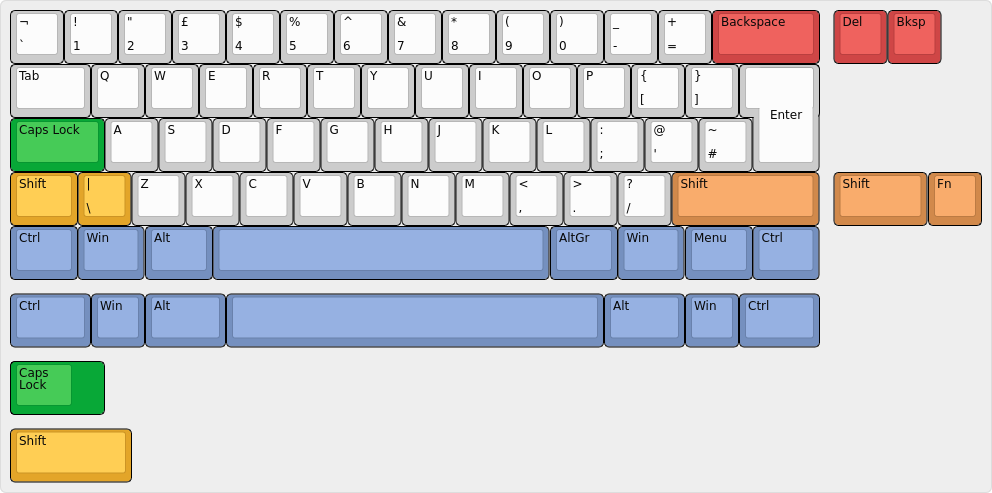 ¬ ! " £ $ % ^ & * ( ) _ + Backspace Del Bksp
` 1 2 3 4 5 6 7 8 9 0 - =
Tab Q W E R T Y U I O P { }
[ ] Enter
Caps Lock A S D F G H J K L : @ ~
; ' #
Shift | Z X C V B N M < > ? Shift Shift Fn
\ , . /
Ctrl Win Alt AltGr Win Menu Ctrl
Ctrl Win Alt Alt Win Ctrl
Caps
Lock
Shift